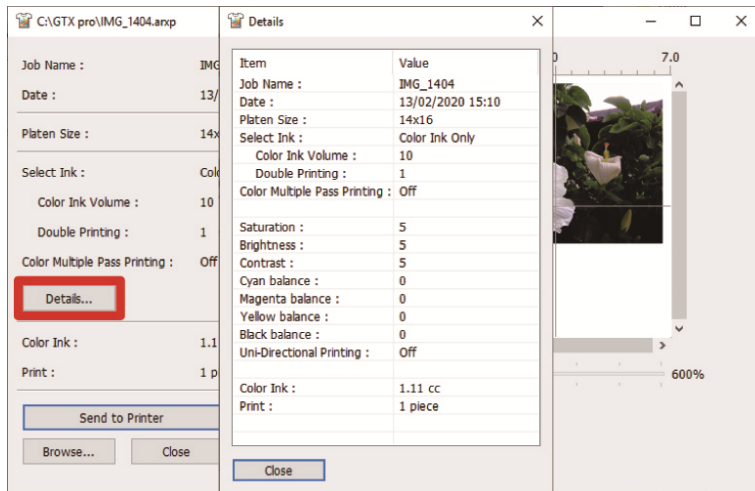 C:\GTX pro\IMG_1404.arxp
Job Name : IMG
Date : 13/
Platen Size : 14x
Select Ink : Col
Color Ink Volume : 10
Double Printing : 1
Color Multiple Pass Printing : Off
Details...
Color Ink : 1.1
Print : 1 pi
Send to Printer
Browse... Close
Details
Item Value
Job Name : IMG_1404
Date : 13/02/2020 15:10
Platen Size : 14x16
Select Ink : Color Ink Only
Color Ink Volume : 10
Double Printing : 1
Color Multiple Pass Printing : Off
Saturation : 5
Brightness : 5
Contrast : 5
Cyan balance : 0
Magenta balance : 0
Yellow balance : 0
Black balance : 0
Uni-Directional Printing : Off
Color Ink : 1.11 cc
Print : 1 piece
Close
7.0
600%